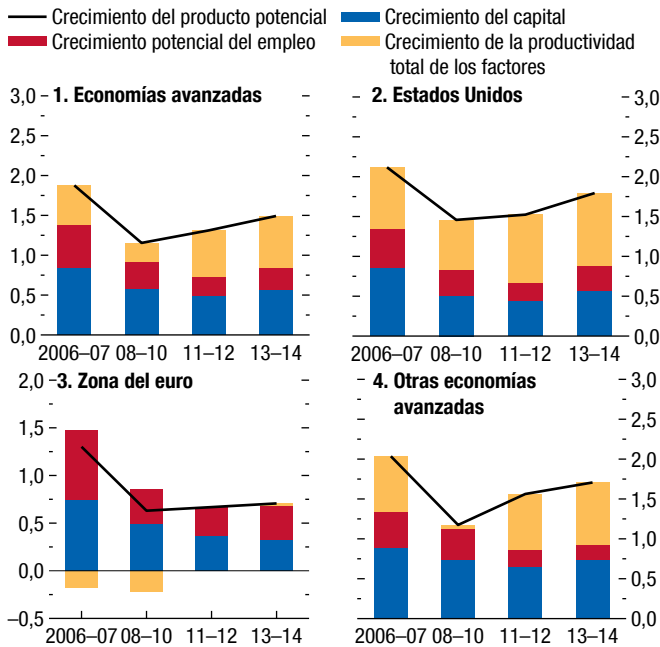 Crecimiento del producto potencial
Crecimiento del capital
Crecimiento potencial del empleo
Crecimiento de la productividad
total de los factores
1. Economías avanzadas
3,0
2,5
2,0
1,5
1,0
0,5
0,0
2006–07 08–10 11–12 13–14
2. Estados Unidos
3,0
2,5
2,0
1,5
1,0
0,5
0,0
2006–07 08–10 11–12 13–14
3. Zona del euro
2,0
1,5
1,0
0,5
0,0
–0,5
2006–07 08–10 11–12 13–14
4. Otras economías
avanzadas
3,0
2,5
2,0
1,5
1,0
0,5
0,0
2006–07 08–10 11–12 13–14